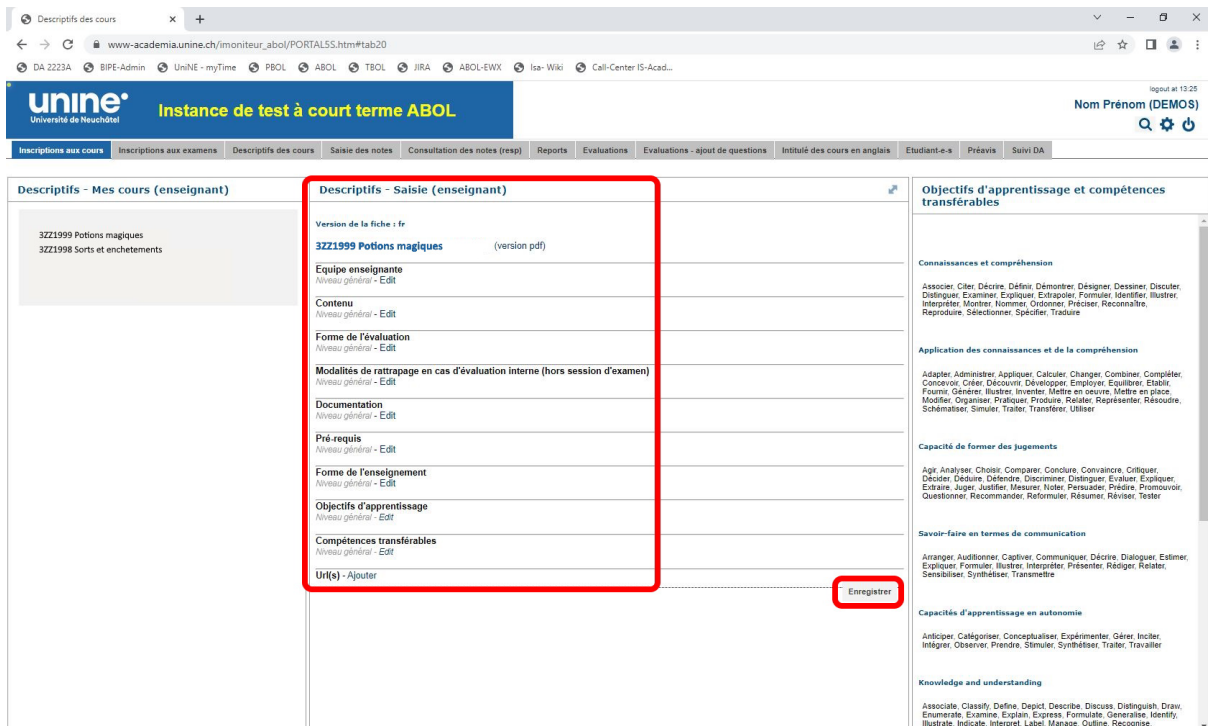 Descriptifs des cours
www-academia.unine.ch/imoniteur_abol/PORTAL5S.htm#tab20
DA 2223A BIPE-Admin UniNE - myTime PBOL ABOL TBOL JIRA ABOL-EWX Isa- Wiki Call-Center IS-Acad...
logout at 13:25
unine
Université de Neuchâtel
Instance de test à court terme ABOL
Nom Prénom (DEMOS)
Inscriptions aux cours Inscriptions aux examens Descriptifs des cours Saisie des notes Consultation des notes (resp) Reports Evaluations Evaluations - ajout de questions Intitulé des cours en anglais Etudiant-e-s Préavis Suivi DA
Descriptifs - Mes cours (enseignant)
3ZZ1999 Potions magiques
3ZZ1998 Sorts et enchetements
Descriptifs - Saisie (enseignant)
Version de la fiche : fr
3ZZ1999 Potions magiques (version pdf)
Equipe enseignante
Niveau général - Edit
Contenu
Niveau général - Edit
Forme de l'évaluation
Niveau général - Edit
Modalités de rattrapage en cas d'évaluation interne (hors session d'examen)
Niveau général - Edit
Documentation
Niveau général - Edit
Pré-requis
Niveau général - Edit
Forme de l'enseignement
Niveau général - Edit
Objectifs d'apprentissage
Niveau général - Edit
Compétences transférables
Niveau général - Edit
Url(s) - Ajouter
Enregistrer
Objectifs d'apprentissage et compétences
transférables
Connaissances et compréhension
Associer, Citer, Décrire, Définir, Démontrer, Désigner, Dessiner, Discuter,
Distinguer, Examiner, Expliquer, Extrapoler, Formuler, Identifier, Illustrer,
Interpréter, Montrer, Nommer, Ordonner, Préciser, Reconnaître,
Reproduire, Sélectionner, Spécifier, Traduire
Application des connaissances et de la compréhension
Adapter, Administrer, Appliquer, Calculer, Changer, Combiner, Compléter,
Concevoir, Créer, Découvrir, Développer, Employer, Equilibrer, Etablir,
Fournir, Générer, Illustrer, Inventer, Mettre en oeuvre, Mettre en place,
Modifier, Organiser, Pratiquer, Produire, Relater, Représenter, Résoudre,
Schématiser, Simuler, Traiter, Transférer, Utiliser
Capacité de former des jugements
Agir, Analyser, Choisir, Comparer, Conclure, Convaincre, Critiquer,
Décider, Déduire, Défendre, Discriminer, Distinguer, Evaluer, Expliquer,
Extraire, Juger, Justifier, Mesurer, Noter, Persuader, Prédire, Promouvoir,
Questionner, Recommander, Reformuler, Résumer, Réviser, Tester
Savoir-faire en termes de communication
Arranger, Auditionner, Captiver, Communiquer, Décrire, Dialoguer, Estimer,
Expliquer, Formuler, Illustrer, Interpréter, Présenter, Rédiger, Relater,
Sensibiliser, Synthétiser, Transmettre
Capacités d'apprentissage en autonomie
Anticiper, Catégoriser, Conceptualiser, Expérimenter, Gérer, Inciter,
Intégrer, Observer, Prendre, Stimuler, Synthétiser, Traiter, Travailler
Knowledge and understanding
Associate, Classify, Define, Depict, Describe, Discuss, Distinguish, Draw,
Enumerate, Examine, Explain, Express, Formulate, Generalise, Identify,
Illustrate, Indicate, Interpret, Label, Manage, Outline, Recognise,